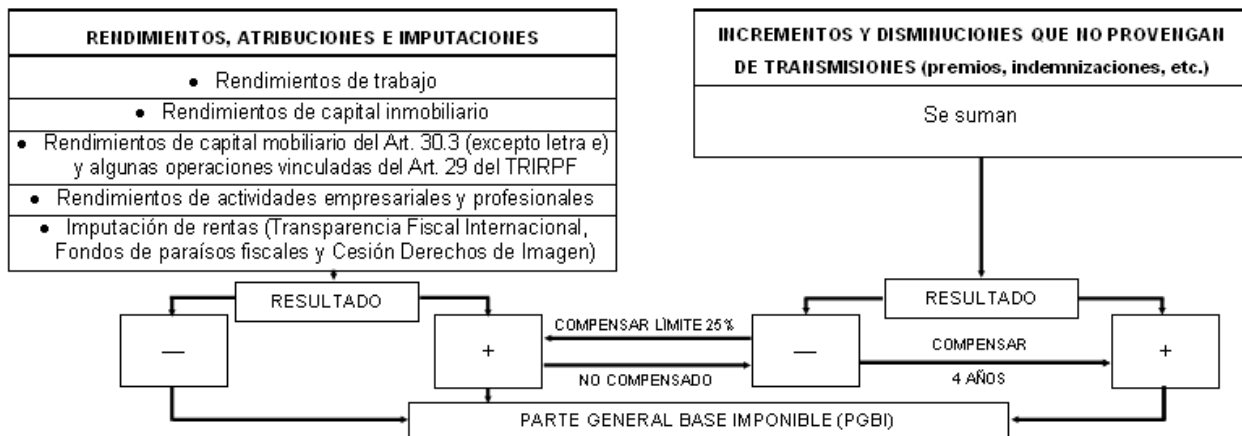 RENDIMIENTOS, ATRIBUCIONES E IMPUTACIONES
• Rendimientos de trabajo
• Rendimientos de capital inmobiliario
• Rendimientos de capital mobiliario del Art. 30.3 (excepto letra e)
y algunas operaciones vinculadas del Art. 29 del TRIRPF
• Rendimientos de actividades empresariales y profesionales
• Imputación de rentas (Transparencia Fiscal Internacional,
Fondos de paraísos fiscales y Cesión Derechos de Imagen)
INCREMENTOS Y DISMINUCIONES QUE NO PROVENGAN
DE TRANSMISIONES (premios, indemnizaciones, etc.)
Se suman
RESULTADO
RESULTADO
—
+
COMPENSAR LÌMITE 25%
NO COMPENSADO
—
COMPENSAR
4 AÑOS
+
PARTE GENERAL BASE IMPONIBLE (PGBI)